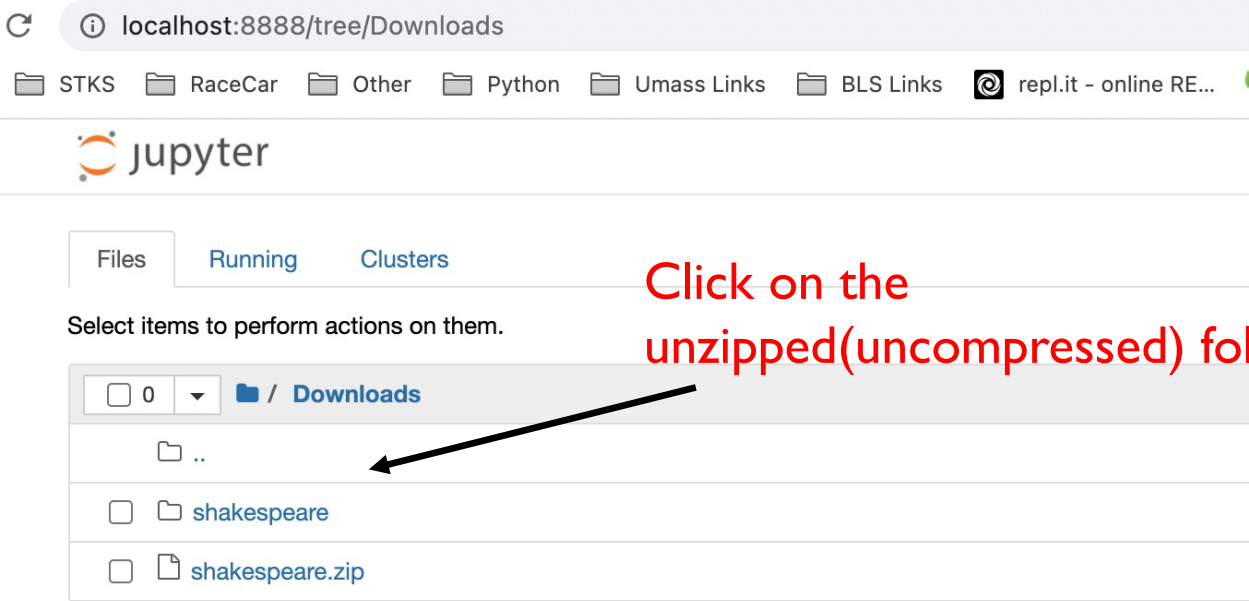 localhost:8888/tree/Downloads
STKS RaceCar Other Python Umass Links BLS Links repl.it - online RE...
jupyter
Files Running Clusters
Click on the
Select items to perform actions on them.
unzipped(uncompressed)
0 / Downloads
..
shakespeare
shakespeare.zip